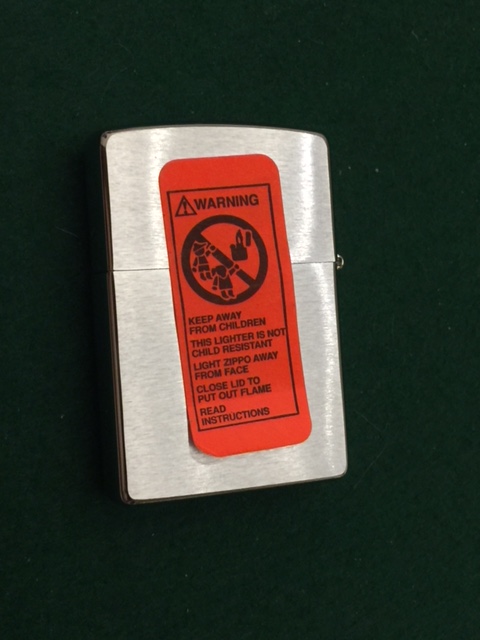 WARNING
KEEP AWAY
FROM CHILDREN
THIS LIGHTER IS NOT
CHILD RESISTANT
LIGHT ZIPPO AWAY
FROM FACE
CLOSE LID TO
PUT OUT FLAME
READ
INSTRUCTIONS